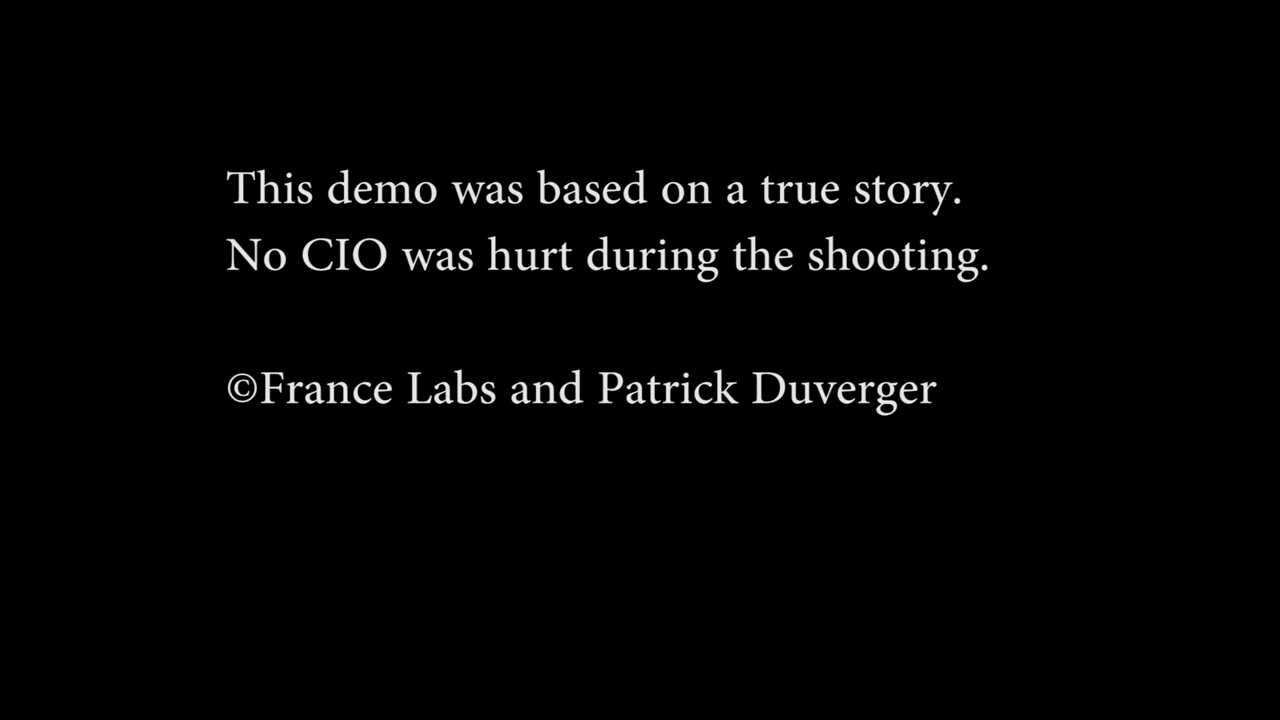 This demo was based on a true story.
No CIO was hurt during the shooting.
©France Labs and Patrick Duverger